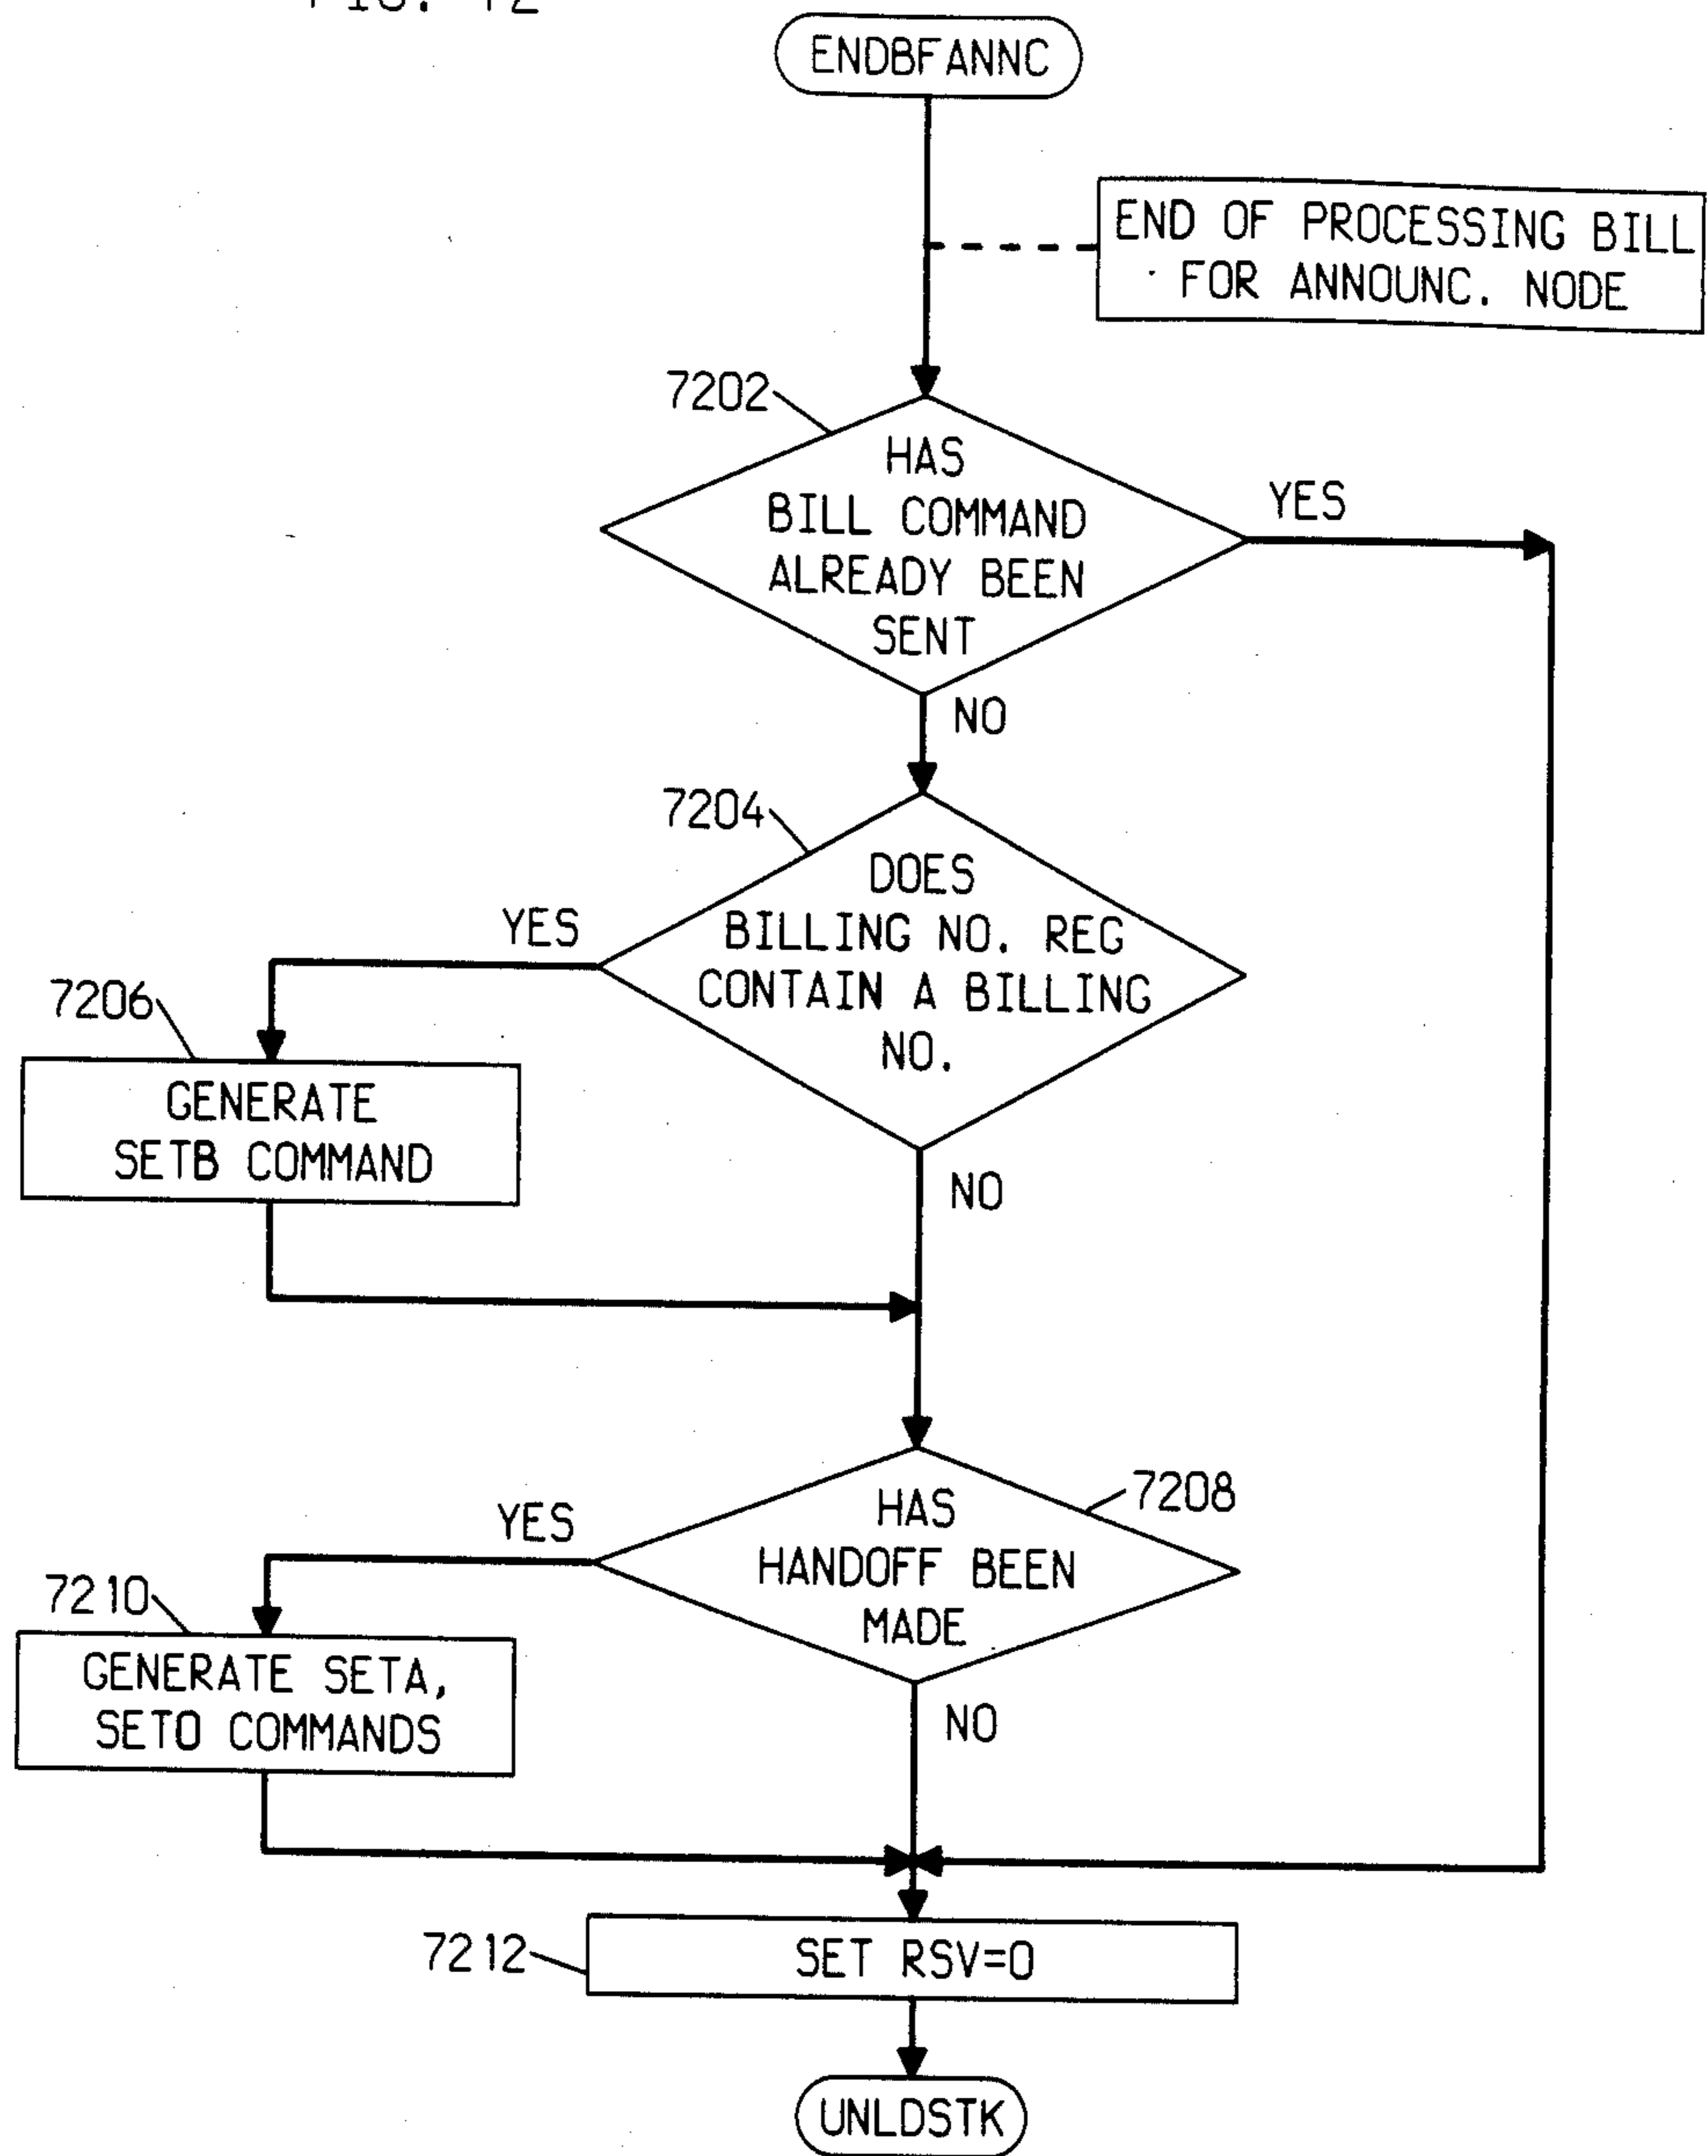 FIG. 72
ENDBFANNC
END OF PROCESSING BILL
FOR ANNOUNC. NODE
7202
HAS
BILL COMMAND
ALREADY BEEN
SENT
YES
NO
7204
DOES
BILLING NO. REG
CONTAIN A BILLING
NO.
YES
7206
GENERATE
SETB COMMAND
NO
7208
HAS
HANDOFF BEEN
MADE
YES
7210
GENERATE SETA,
SETO COMMANDS
NO
7212
SET RSV=0
UNLDSTK